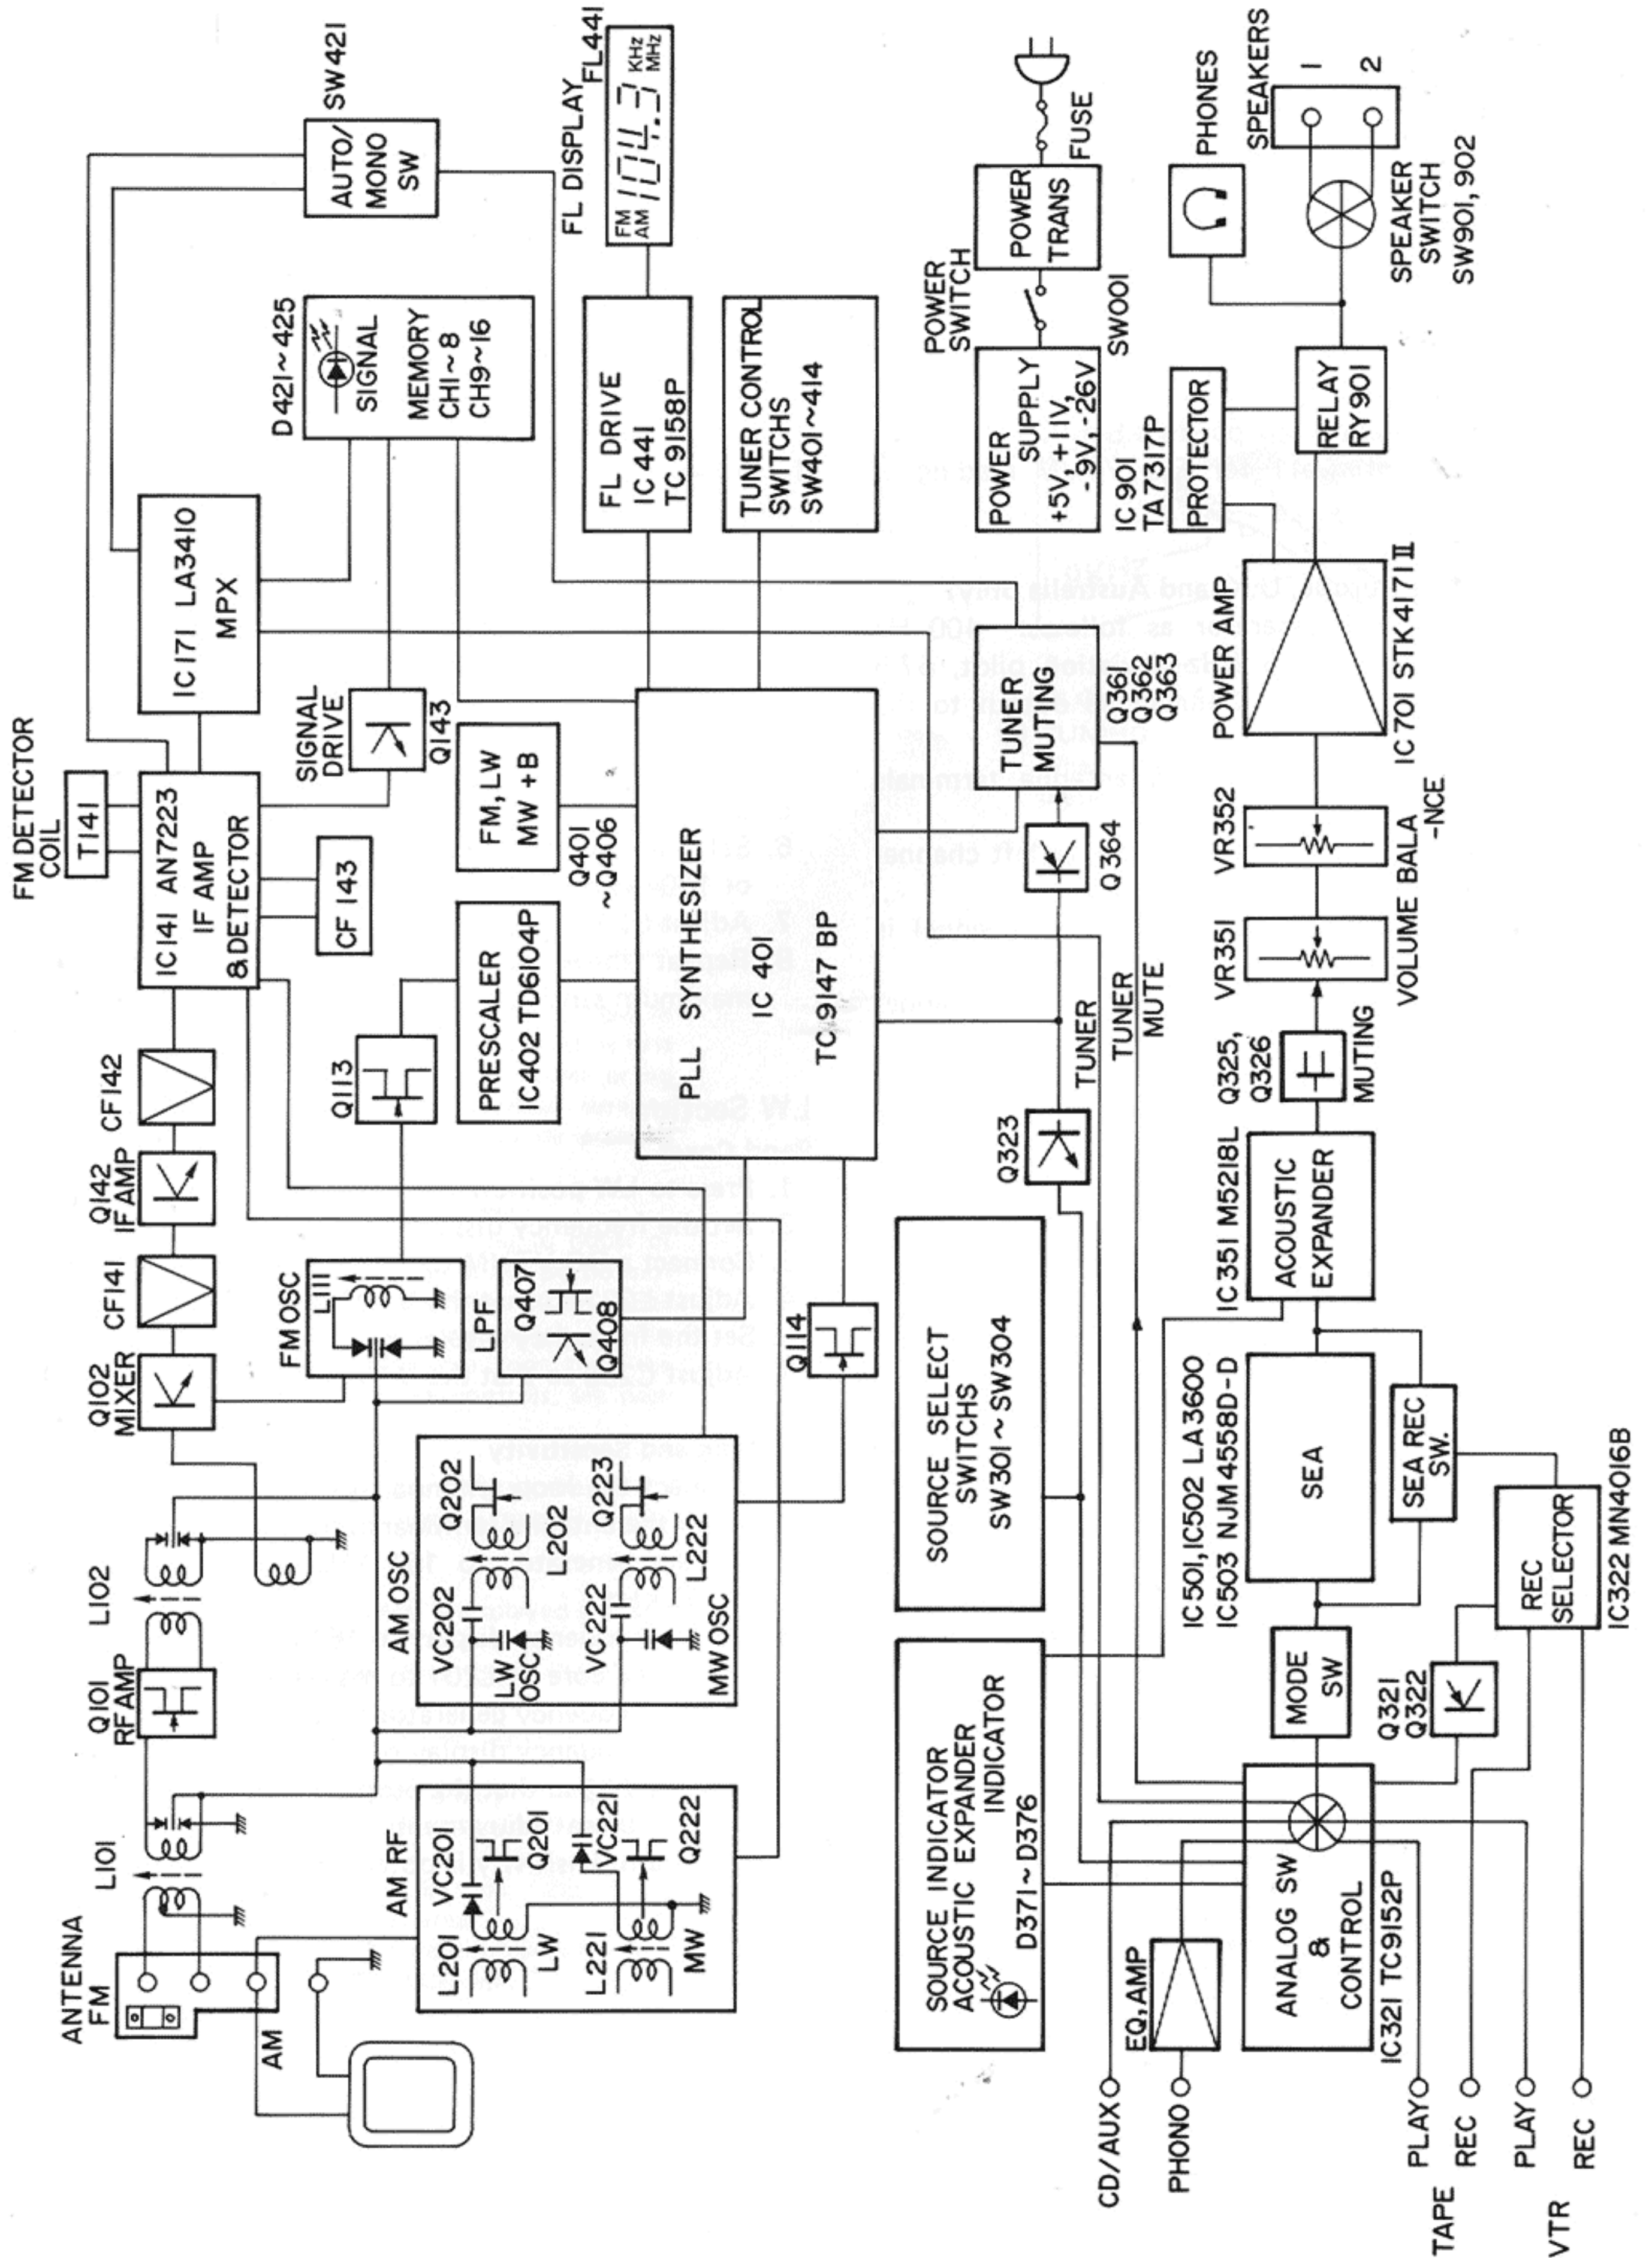 ANTENNA
FM
AM
L101
Q101
RF AMP
L102
Q102
MIXER
CF141
Q142
IF AMP
CF142
IC141 AN7223
IF AMP
& DETECTOR
FM DETECTOR
COIL
T141
CF 143
IC171 LA3410
MPX
AUTO/
MONO
SW
SW421
SIGNAL
DRIVE
Q143
D421~425
SIGNAL
MEMORY
CH1~8
CH9~16
FM OSC
L111
Q113
LPF
Q407
Q408
PRESCALER
IC402 TD6104P
FM, LW
MW +B
Q401
~Q406
FL DRIVE
IC441
TC9158P
FL DISPLAY
FL441
FM
AM
104.3
KHz
MHz
TUNER CONTROL
SWITCHS
SW401~414
AM RF
L201
VC201
Q201
LW
L221
VC221
Q222
MW
AM OSC
VC202
Q202
L202
LW
OSC
VC222
Q223
L222
MW OSC
Q114
PLL SYNTHESIZER
IC 401
TC9147 BP
TUNER
MUTING
Q361
Q362
Q363
Q364
Q323
TUNER
TUNER
MUTE
SOURCE INDICATOR
ACOUSTIC EXPANDER
INDICATOR
D371~D376
SOURCE SELECT
SWITCHS
SW301~SW304
POWER
SUPPLY
+5V, +11V,
-9V, -26V
POWER
SWITCH
SW001
POWER
TRANS
FUSE
CD/AUX
PHONO
EQ, AMP
ANALOG SW
&
CONTROL
IC321 TC9152P
MODE
SW
IC501, IC502 LA3600
IC503 NJM4558D-D
SEA
SEA REC
SW.
REC
SELECTOR
IC322 MN4016B
Q321
Q322
IC351 M5218L
ACOUSTIC
EXPANDER
Q325,
Q326
MUTING
VR351
VOLUME
VR352
BALA
-NCE
POWER AMP
IC701 STK4171 II
IC901
TA7317P
PROTECTOR
RELAY
RY901
PHONES
SPEAKERS
1
2
SPEAKER
SWITCH
SW901, 902
TAPE
PLAY
REC
VTR
PLAY
REC